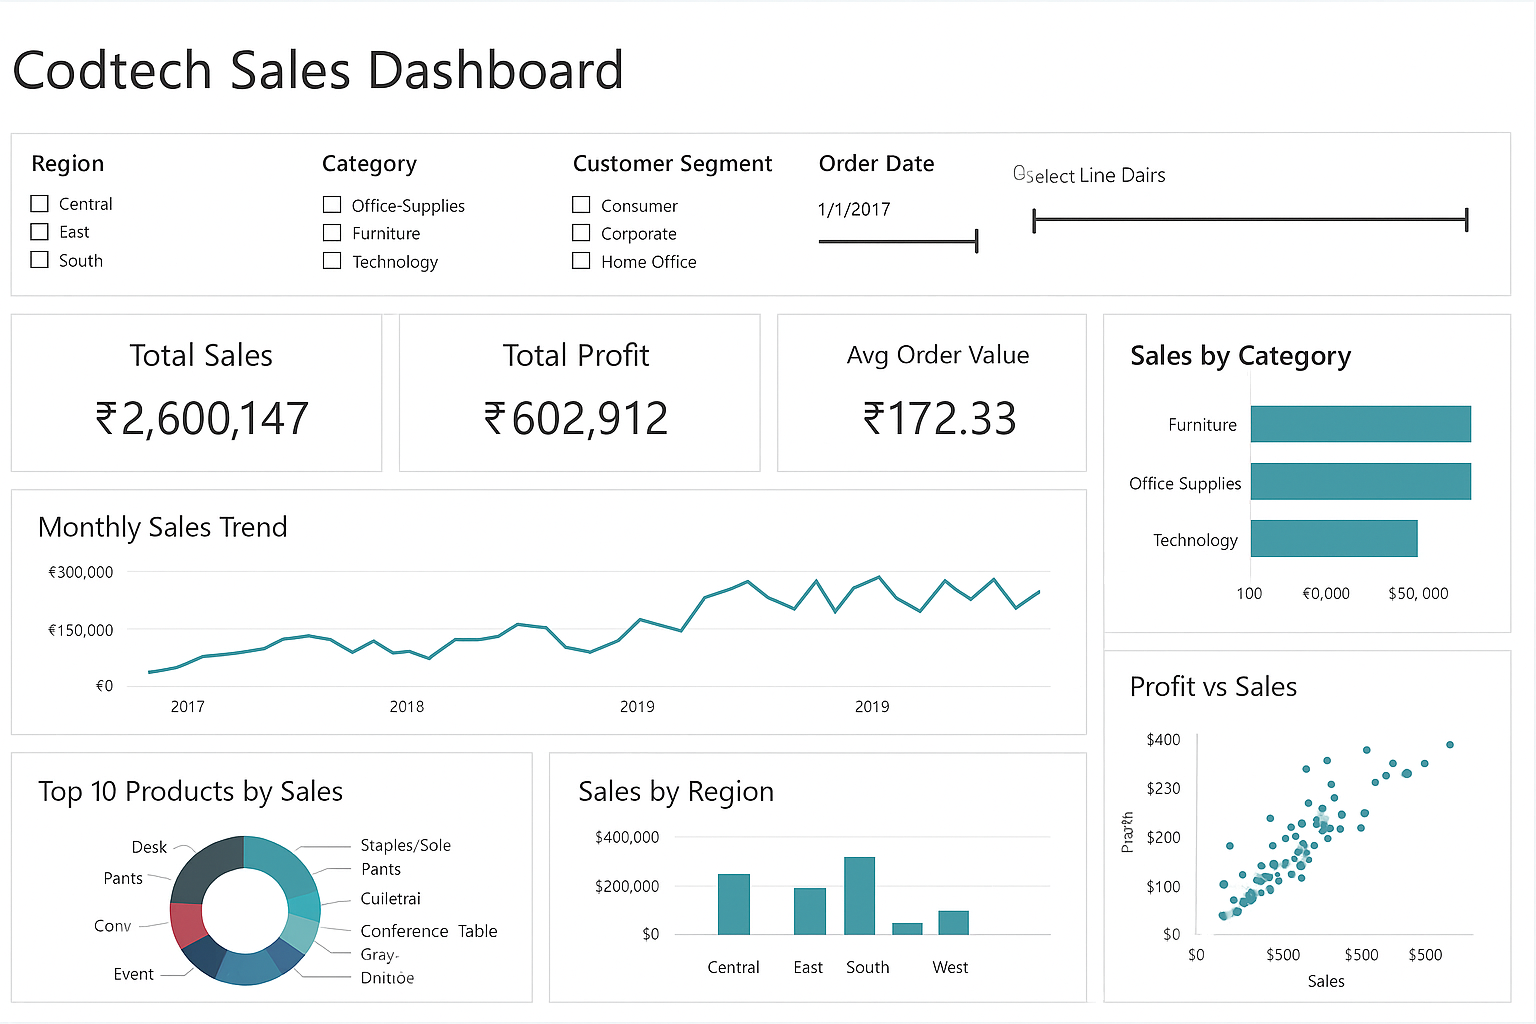 Codtech Sales Dashboard
Region
Central
East
South
Category
Office-Supplies
Furniture
Technology
Customer Segment
Consumer
Corporate
Home Office
Order Date
1/1/2017
Select Line Dairs
Total Sales
₹2,600,147
Total Profit
₹602,912
Avg Order Value
₹172.33
Sales by Category
Furniture
Office Supplies
Technology
100 €0,000 $50, 000
Monthly Sales Trend
€300,000
€150,000
€0
2017 2018 2019 2019
Profit vs Sales
$400
$230
$200
$100
$0
$0 $500 $500 $500
Sales
Top 10 Products by Sales
Desk
Pants
Conv
Event
Staples/Sole
Pants
Cuiletrai
Conference Table
Gray-
Sales by Region
$400,000
$200,000
$0
Central East South West